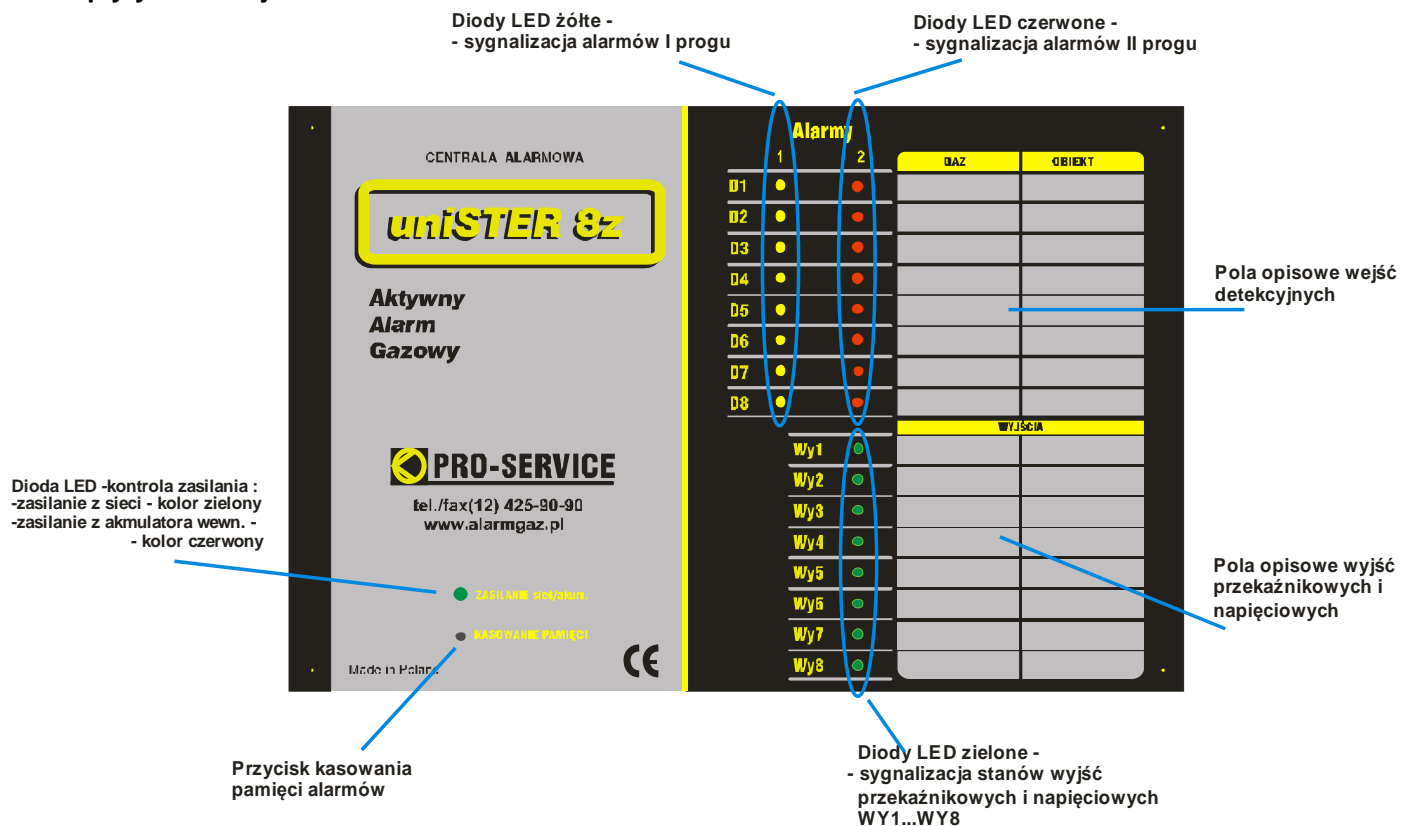 Diody LED żółte -
- sygnalizacja alarmów I progu
Diody LED czerwone -
- sygnalizacja alarmów II progu
CENTRALA ALARMOWA
uniSTER 8z
Aktywny
Alarm
Gazowy
PRO-SERVICE
tel./fax(12) 425-90-90
www.alarmgaz.pl
ZASILANIE sieć/akum.
KASOWANIE PAMIĘCI
Made in Poland
CE
Alarmy
1 2
GAZ OBIEKT
D1
D2
D3
D4
D5
D6
D7
D8
WYJŚCIA
Wy1
Wy2
Wy3
Wy4
Wy5
Wy6
Wy7
Wy8
Pola opisowe wejść
detekcyjnych
Dioda LED -kontrola zasilania :
-zasilanie z sieci - kolor zielony
-zasilanie z akmulatora wewn. -
- kolor czerwony
Pola opisowe wyjść
przekaźnikowych i
napięciowych
Przycisk kasowania
pamięci alarmów
Diody LED zielone -
- sygnalizacja stanów wyjść
przekaźnikowych i napięciowych
WY1...WY8